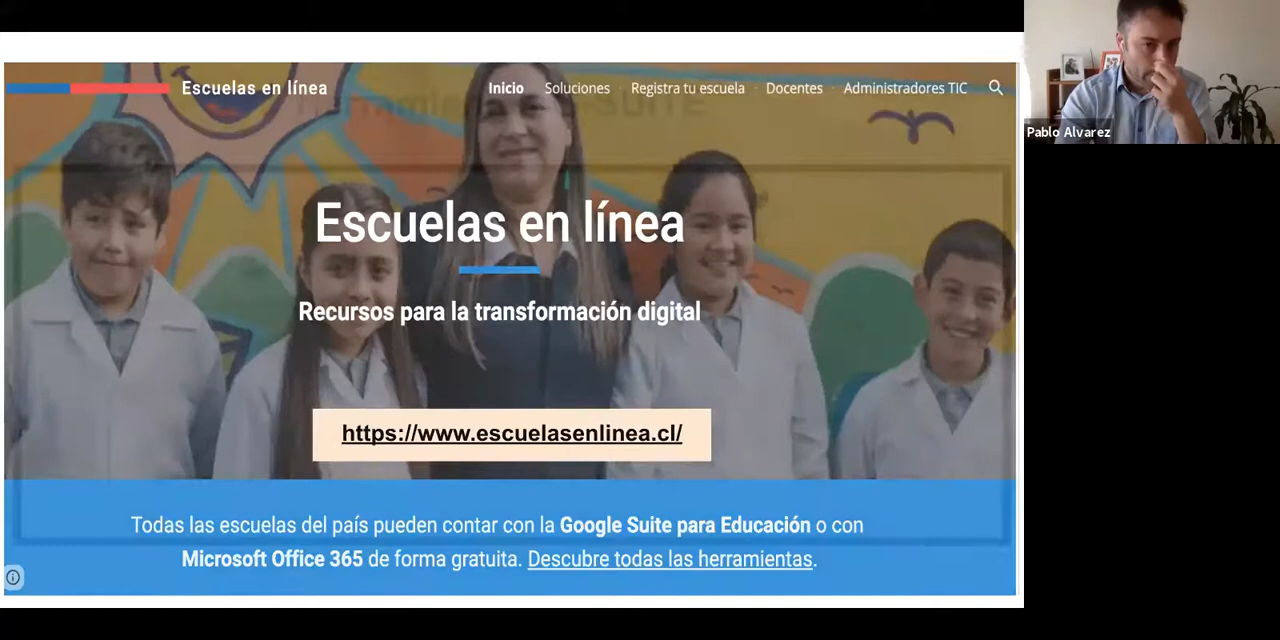 Escuelas en línea
Inicio Soluciones Registra tu escuela Docentes Administradores TIC
Pablo Alvarez
Escuelas en línea
Recursos para la transformación digital
https://www.escuelasenlinea.cl/
Todas las escuelas del país pueden contar con la Google Suite para Educación o con
Microsoft Office 365 de forma gratuita. Descubre todas las herramientas.